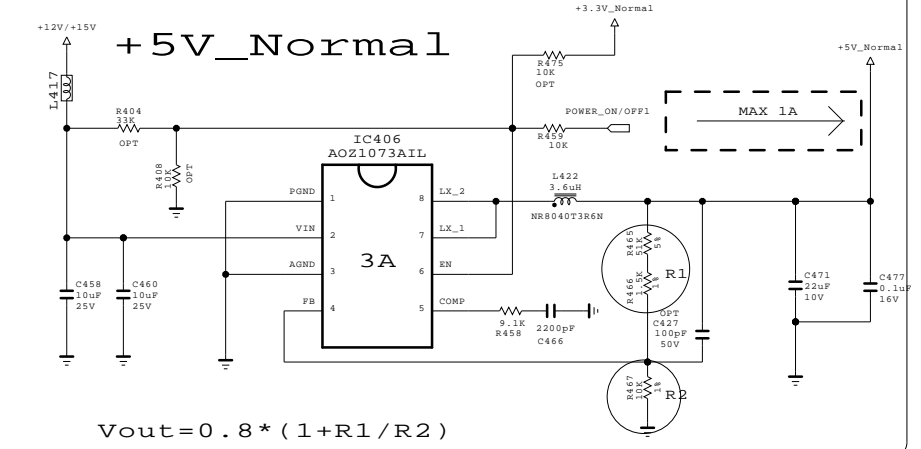 +3.3V_Normal
+12V/+15V
+5V_Normal
+5V_Normal
L417
R475
10K
OPT
R404
33K
OPT
POWER_ON/OFF1
MAX 1A
R459
10K
IC406
AOZ1073AIL
R408
10K
OPT
L422
3.6uH
NR8040T3R6N
PGND
1
8
LX_2
VIN
2
7
LX_1
3A
AGND
3
6
EN
FB
4
5
COMP
R465
51K
5%
R466
1.5K
1%
R1
C458
10uF
25V
C460
10uF
25V
C471
22uF
10V
C477
0.1uF
16V
9.1K
R458
2200pF
C466
OPT
C427
100pF
50V
R467
10K
1%
R2
Vout=0.8*(1+R1/R2)